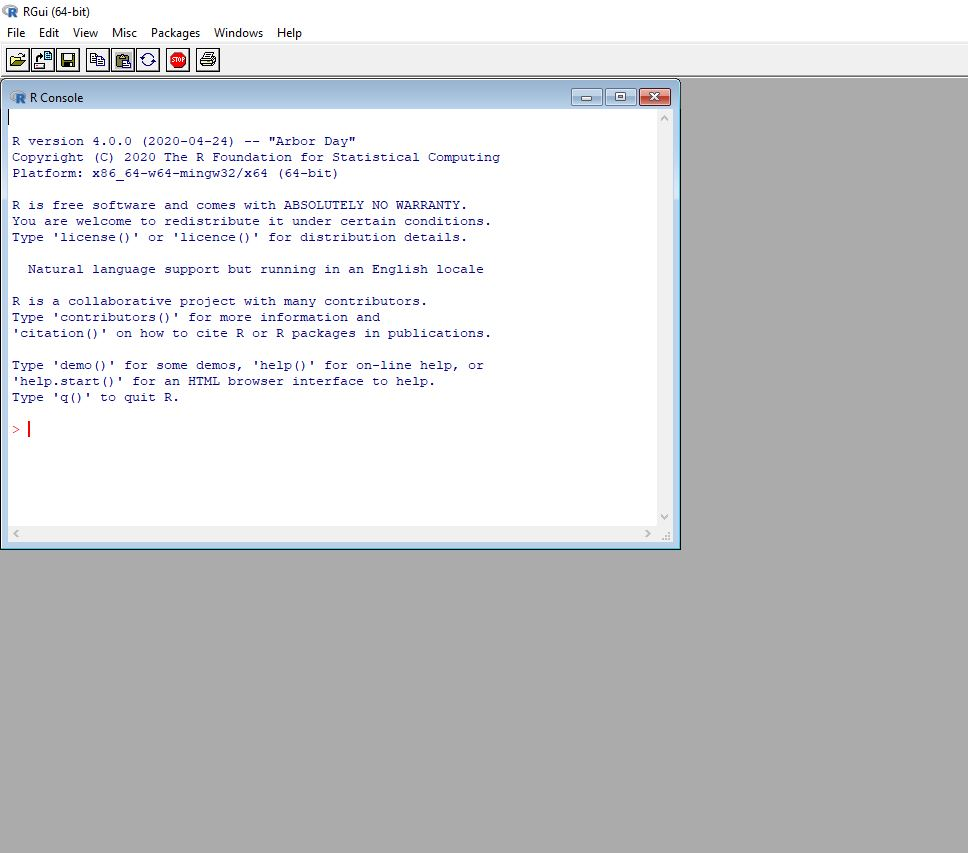 RGui (64-bit)
File Edit View Misc Packages Windows Help
STOP
R Console
R version 4.0.0 (2020-04-24) -- "Arbor Day"
Copyright (C) 2020 The R Foundation for Statistical Computing
Platform: x86_64-w64-mingw32/x64 (64-bit)
R is free software and comes with ABSOLUTELY NO WARRANTY.
You are welcome to redistribute it under certain conditions.
Type 'license()' or 'licence()' for distribution details.
Natural language support but running in an English locale
R is a collaborative project with many contributors.
Type 'contributors()' for more information and
'citation()' on how to cite R or R packages in publications.
Type 'demo()' for some demos, 'help()' for on-line help, or
'help.start()' for an HTML browser interface to help.
Type 'q()' to quit R.
>